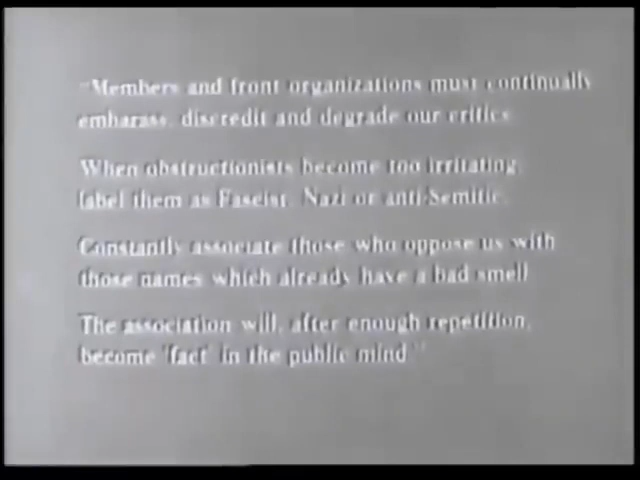 "Members and front organizations must continually
embarass, discredit and degrade our critics
When obstructionists become too irritating,
label them as Fascist, Nazi or anti-Semitic.
Constantly associate those who oppose us with
those names which already have a bad smell
The association will, after enough repetition,
become 'fact' in the public mind"